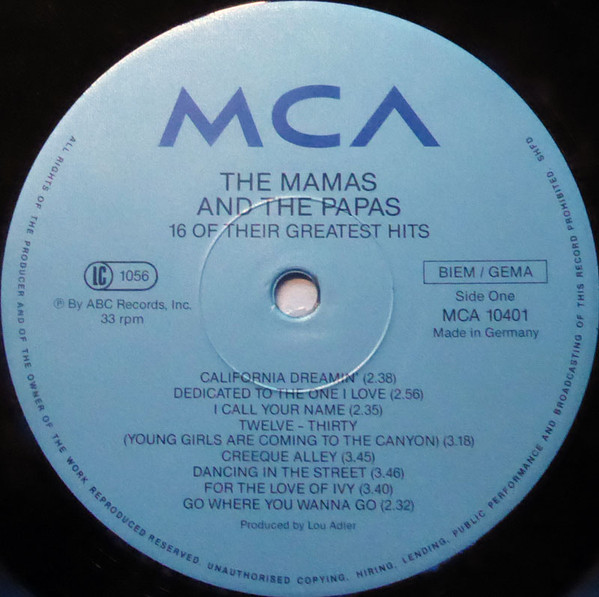 MCA
THE MAMAS
AND THE PAPAS
16 OF THEIR GREATEST HITS
LC 1056
℗ By ABC Records, Inc.
33 rpm
BIEM / GEMA
Side One
MCA 10401
Made in Germany
CALIFORNIA DREAMIN' (2.38)
DEDICATED TO THE ONE I LOVE (2.56)
I CALL YOUR NAME (2.35)
TWELVE - THIRTY
(YOUNG GIRLS ARE COMING TO THE CANYON) (3.18)
CREEQUE ALLEY (3.45)
DANCING IN THE STREET (3.46)
FOR THE LOVE OF IVY (3.40)
GO WHERE YOU WANNA GO (2.32)
Produced by Lou Adler
ALL RIGHTS OF THE PRODUCER AND OF THE OWNER OF THE WORK REPRODUCED RESERVED. UNAUTHORISED COPYING, HIRING, LENDING, PUBLIC PERFORMANCE AND BROADCASTING OF THIS RECORD PROHIBITED. SHPD